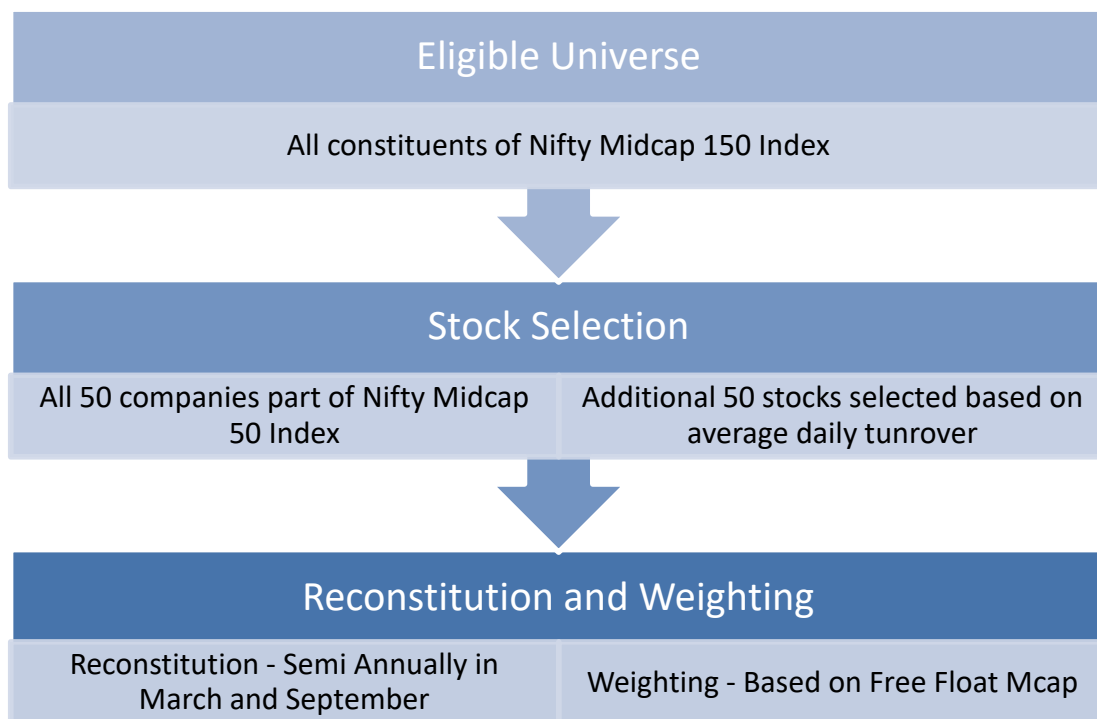 Eligible Universe
All constituents of Nifty Midcap 150 Index
Stock Selection
All 50 companies part of Nifty Midcap
50 Index
Additional 50 stocks selected based on
average daily tunrover
Reconstitution and Weighting
Reconstitution - Semi Annually in
March and September
Weighting - Based on Free Float Mcap